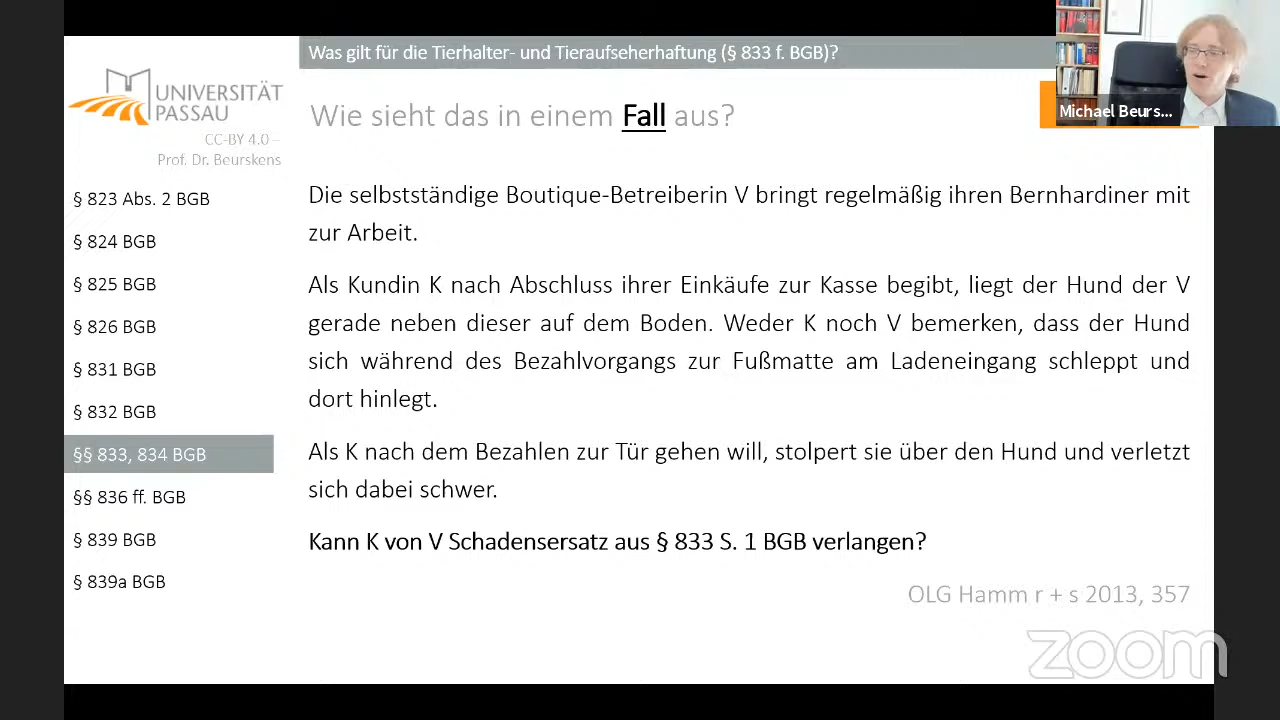 Was gilt für die Tierhalter- und Tieraufseherhaftung (§ 833 f. BGB)?
Michael Beurs...
UNIVERSITÄT
PASSAU
CC-BY 4.0 –
Prof. Dr. Beurskens
Wie sieht das in einem Fall aus?
§ 823 Abs. 2 BGB
§ 824 BGB
§ 825 BGB
§ 826 BGB
§ 831 BGB
§ 832 BGB
§§ 833, 834 BGB
§§ 836 ff. BGB
§ 839 BGB
§ 839a BGB
Die selbstständige Boutique-Betreiberin V bringt regelmäßig ihren Bernhardiner mit
zur Arbeit.
Als Kundin K nach Abschluss ihrer Einkäufe zur Kasse begibt, liegt der Hund der V
gerade neben dieser auf dem Boden. Weder K noch V bemerken, dass der Hund
sich während des Bezahlvorgangs zur Fußmatte am Ladeneingang schleppt und
dort hinlegt.
Als K nach dem Bezahlen zur Tür gehen will, stolpert sie über den Hund und verletzt
sich dabei schwer.
Kann K von V Schadensersatz aus § 833 S. 1 BGB verlangen?
OLG Hamm r + s 2013, 357
zoom